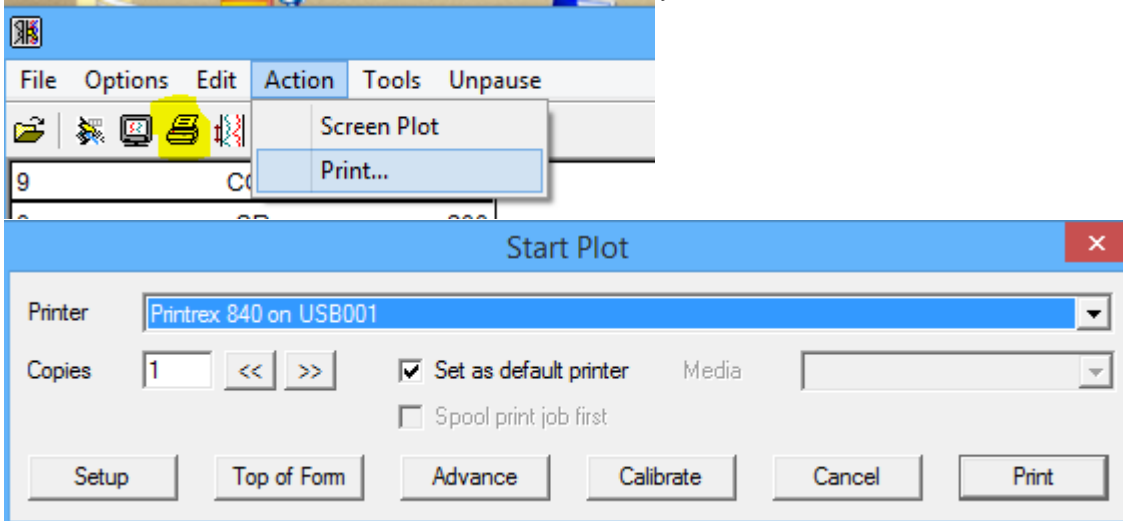 File Options Edit Action Tools Unpause
Screen Plot
Print...
9
Start Plot
Printer Printrex 840 on USB001
Copies 1 << >> Set as default printer Media
Spool print job first
Setup Top of Form Advance Calibrate Cancel Print